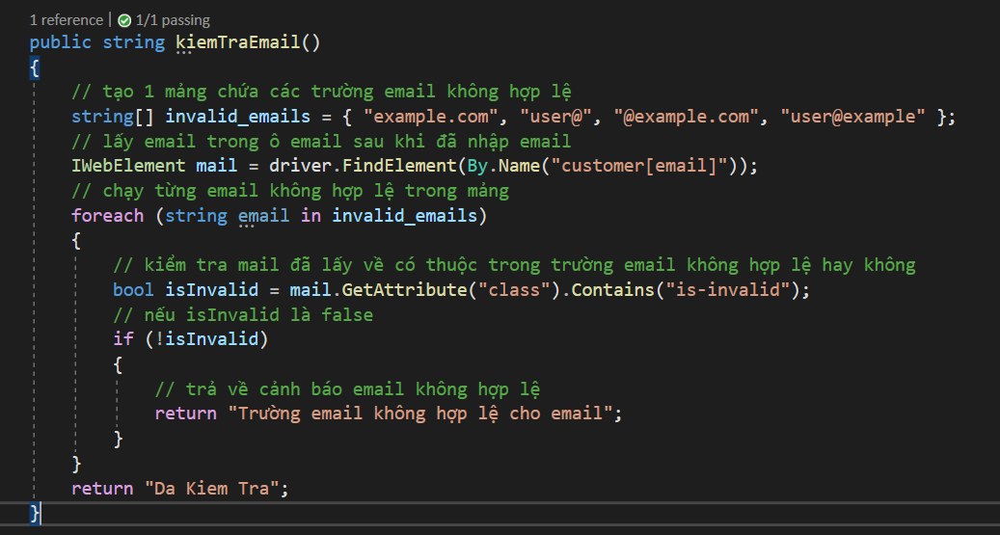 1 reference | 1/1 passing
public string kiemTraEmail()
{
// tạo 1 mảng chứa các trường email không hợp lệ
string[] invalid_emails = { "example.com", "user@", "@example.com", "user@example" };
// lấy email trong ô email sau khi đã nhập email
IWebElement mail = driver.FindElement(By.Name("customer[email]"));
// chạy từng email không hợp lệ trong mảng
foreach (string email in invalid_emails)
{
// kiểm tra mail đã lấy về có thuộc trong trường email không hợp lệ hay không
bool isInvalid = mail.GetAttribute("class").Contains("is-invalid");
// nếu isInvalid là false
if (!isInvalid)
{
// trả về cảnh báo email không hợp lệ
return "Trường email không hợp lệ cho email";
}
}
return "Da Kiem Tra";
}